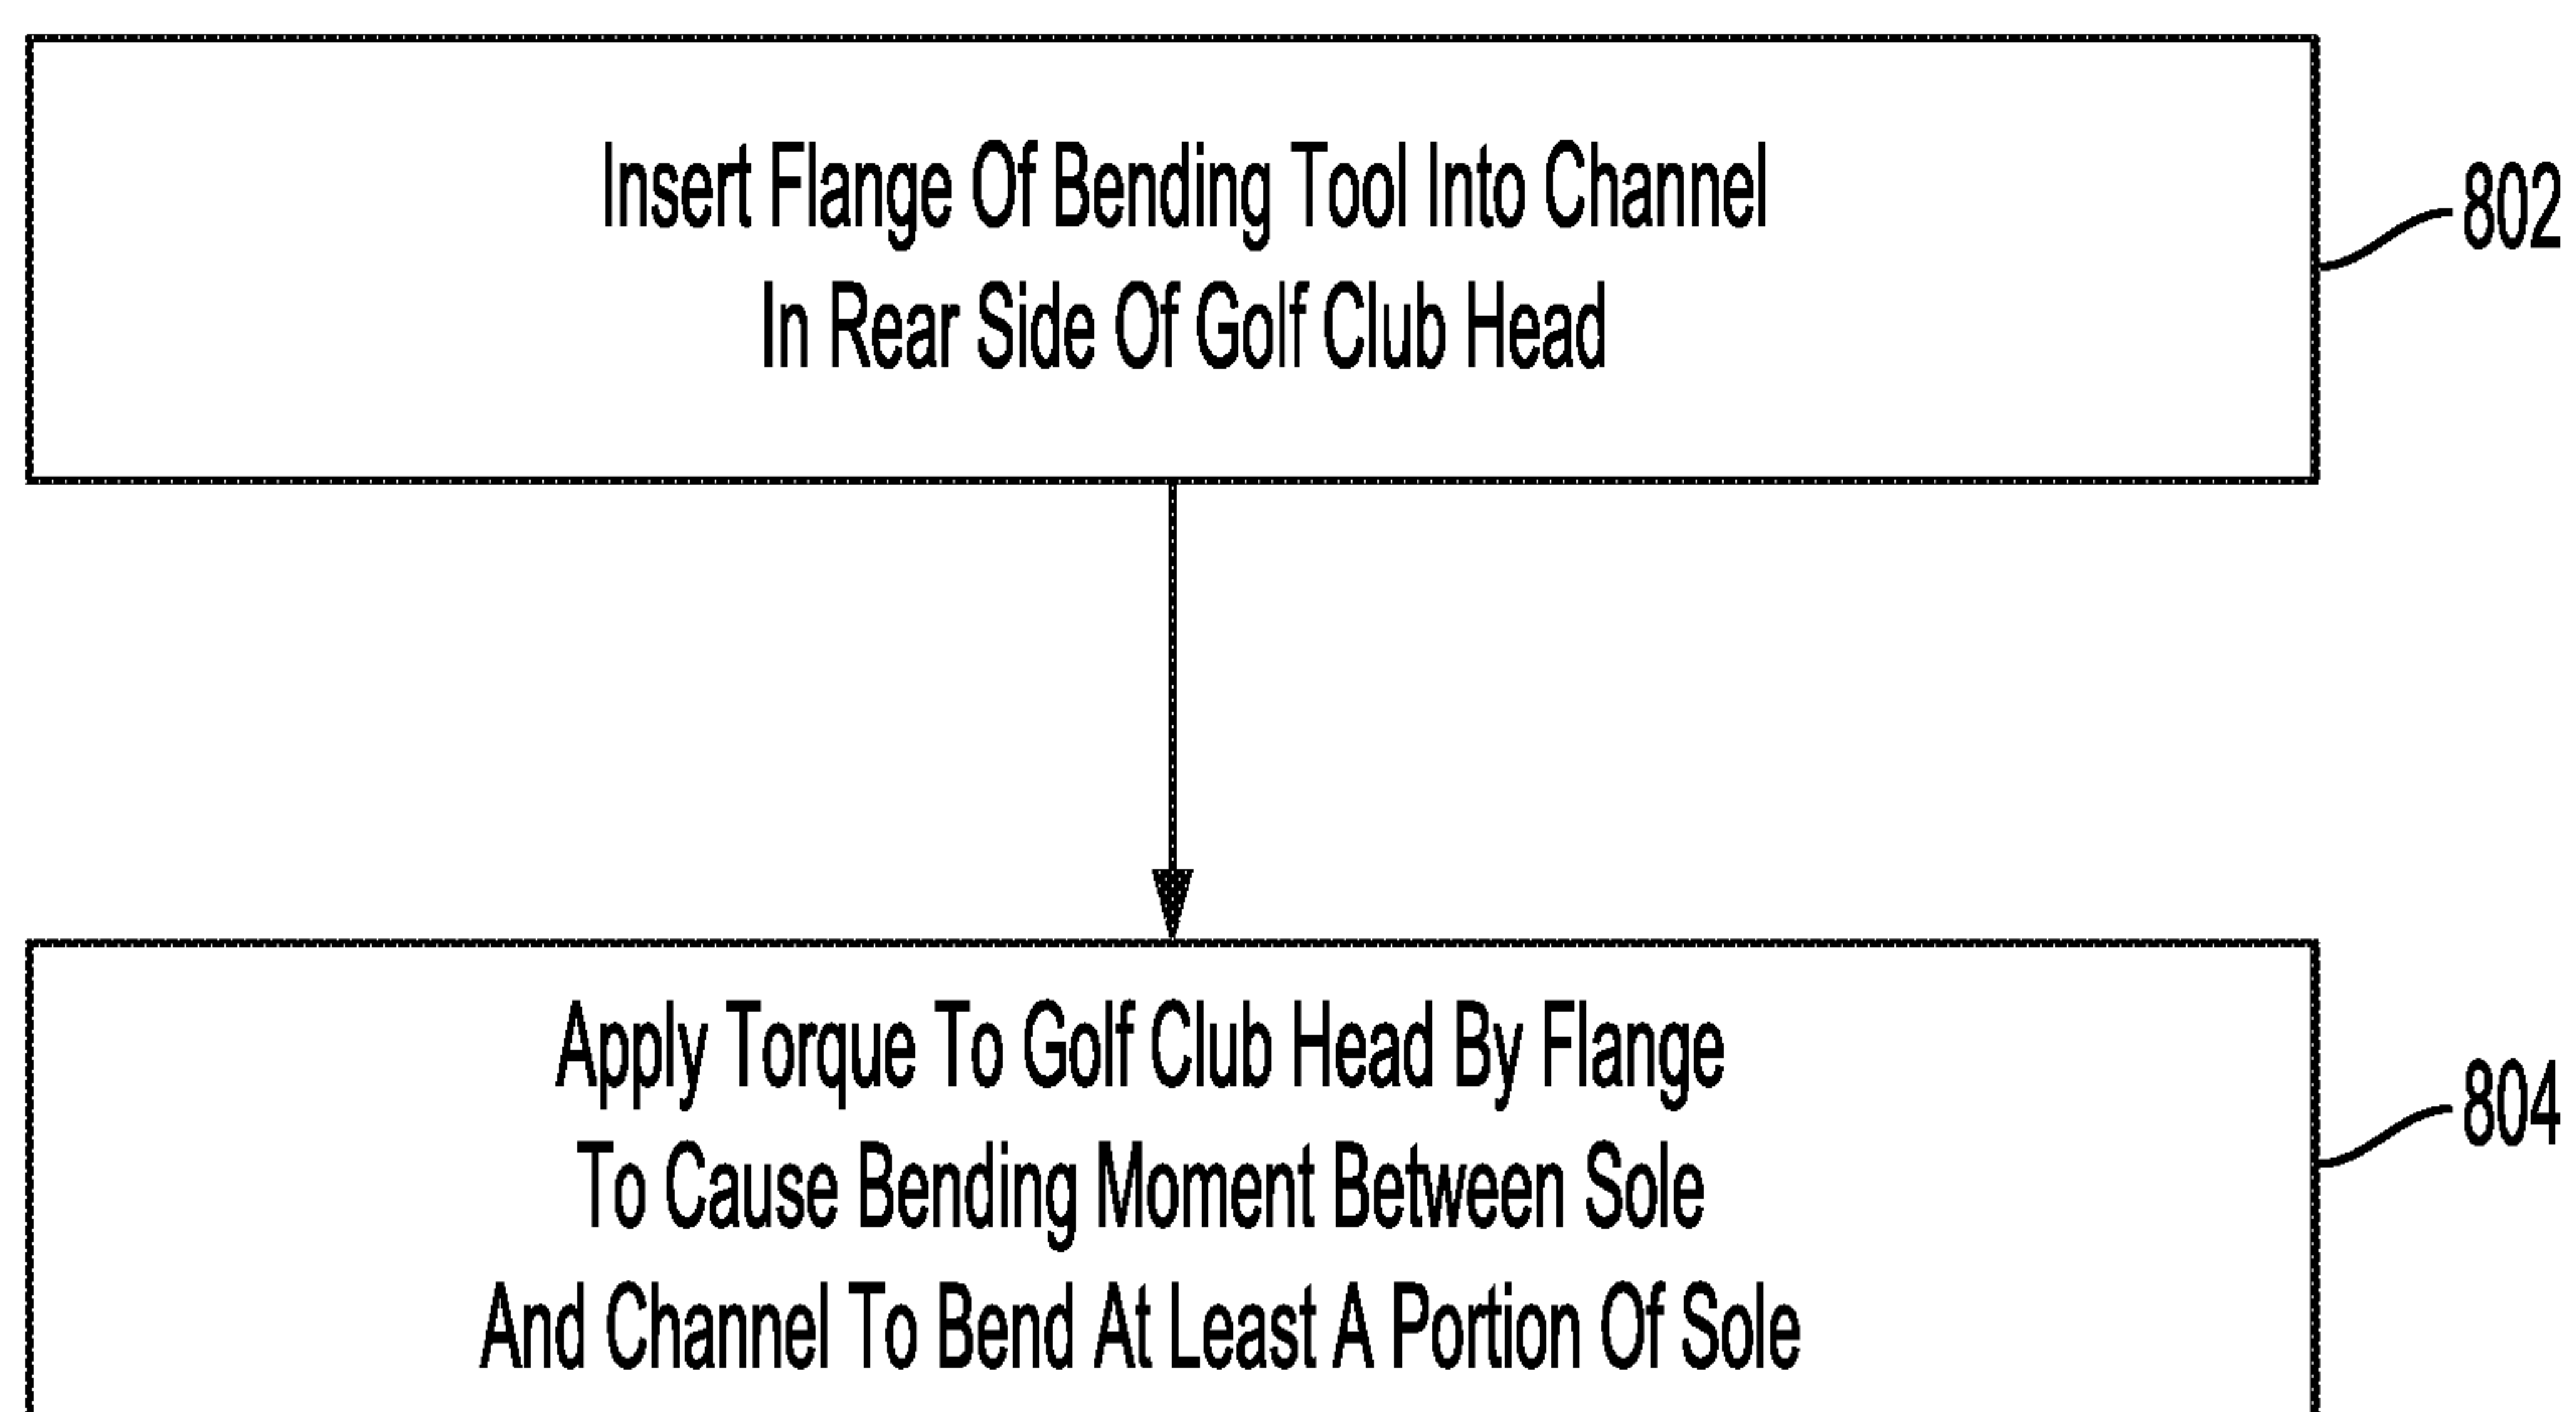 Insert Flange Of Bending Tool Into Channel
In Rear Side Of Golf Club Head
802
Apply Torque To Golf Club Head By Flange
To Cause Bending Moment Between Sole
And Channel To Bend At Least A Portion Of Sole
804